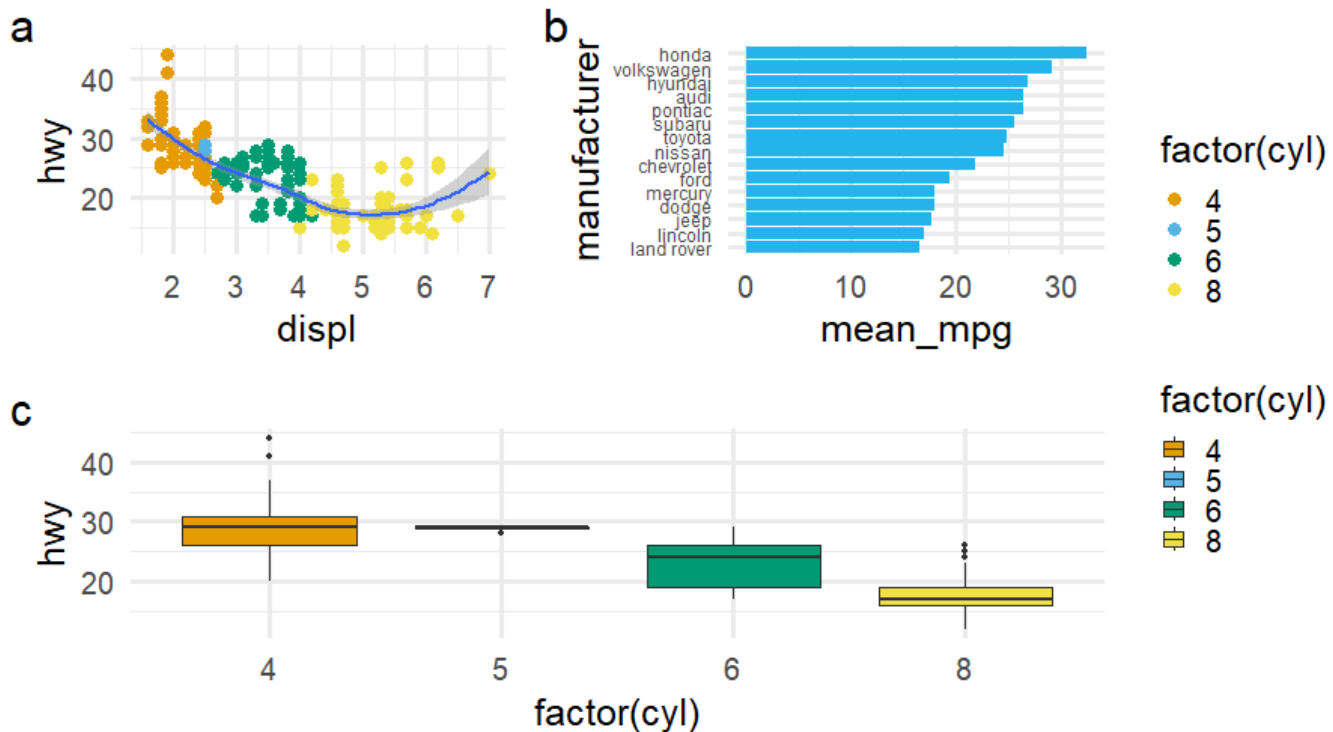 a
hwy
40
30
20
2 3 4 5 6 7
displ
b
manufacturer
honda
volkswagen
hyundai
audi
pontiac
subaru
toyota
nissan
chevrolet
ford
mercury
dodge
jeep
lincoln
land rover
0 10 20 30
mean_mpg
factor(cyl)
4
5
6
8
c
hwy
40
30
20
4 5 6 8
factor(cyl)
factor(cyl)
4
5
6
8